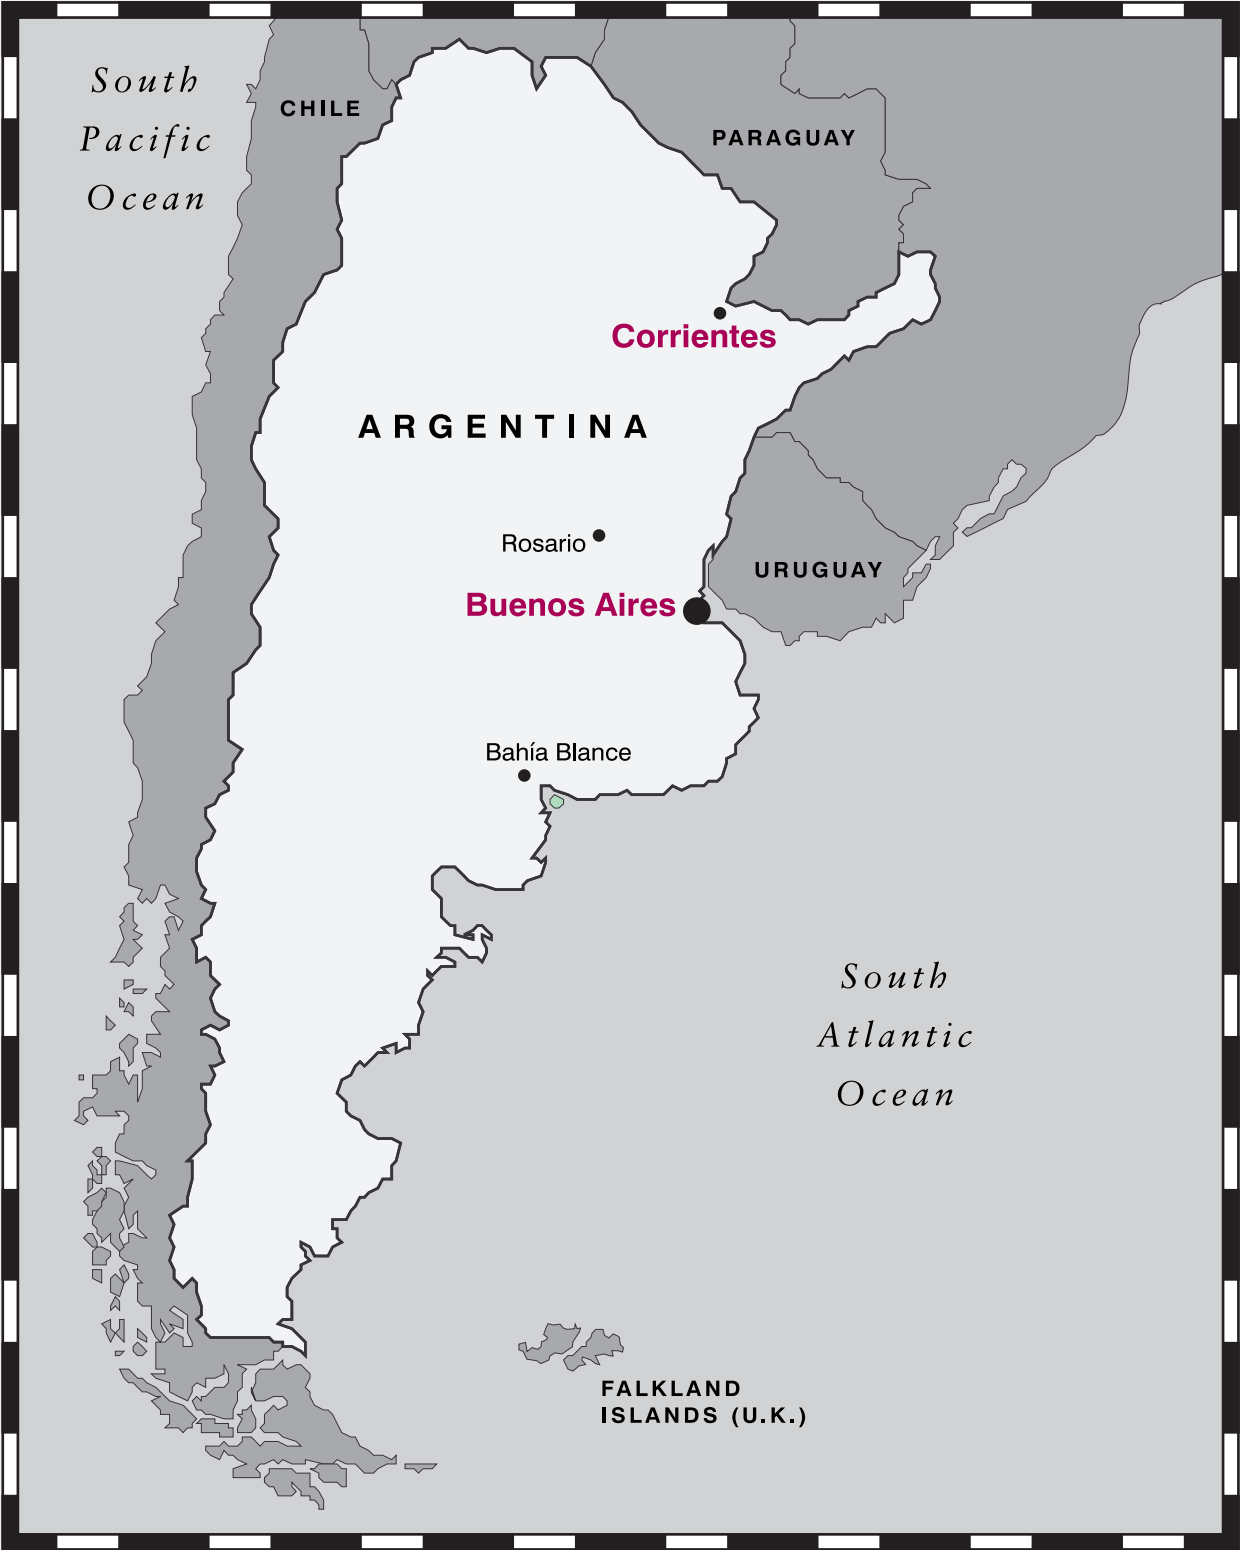 South
Pacific
Ocean
CHILE
PARAGUAY
Corrientes
ARGENTINA
Rosario
URUGUAY
Buenos Aires
Bahía Blance
South
Atlantic
Ocean
FALKLAND
ISLANDS (U.K.)